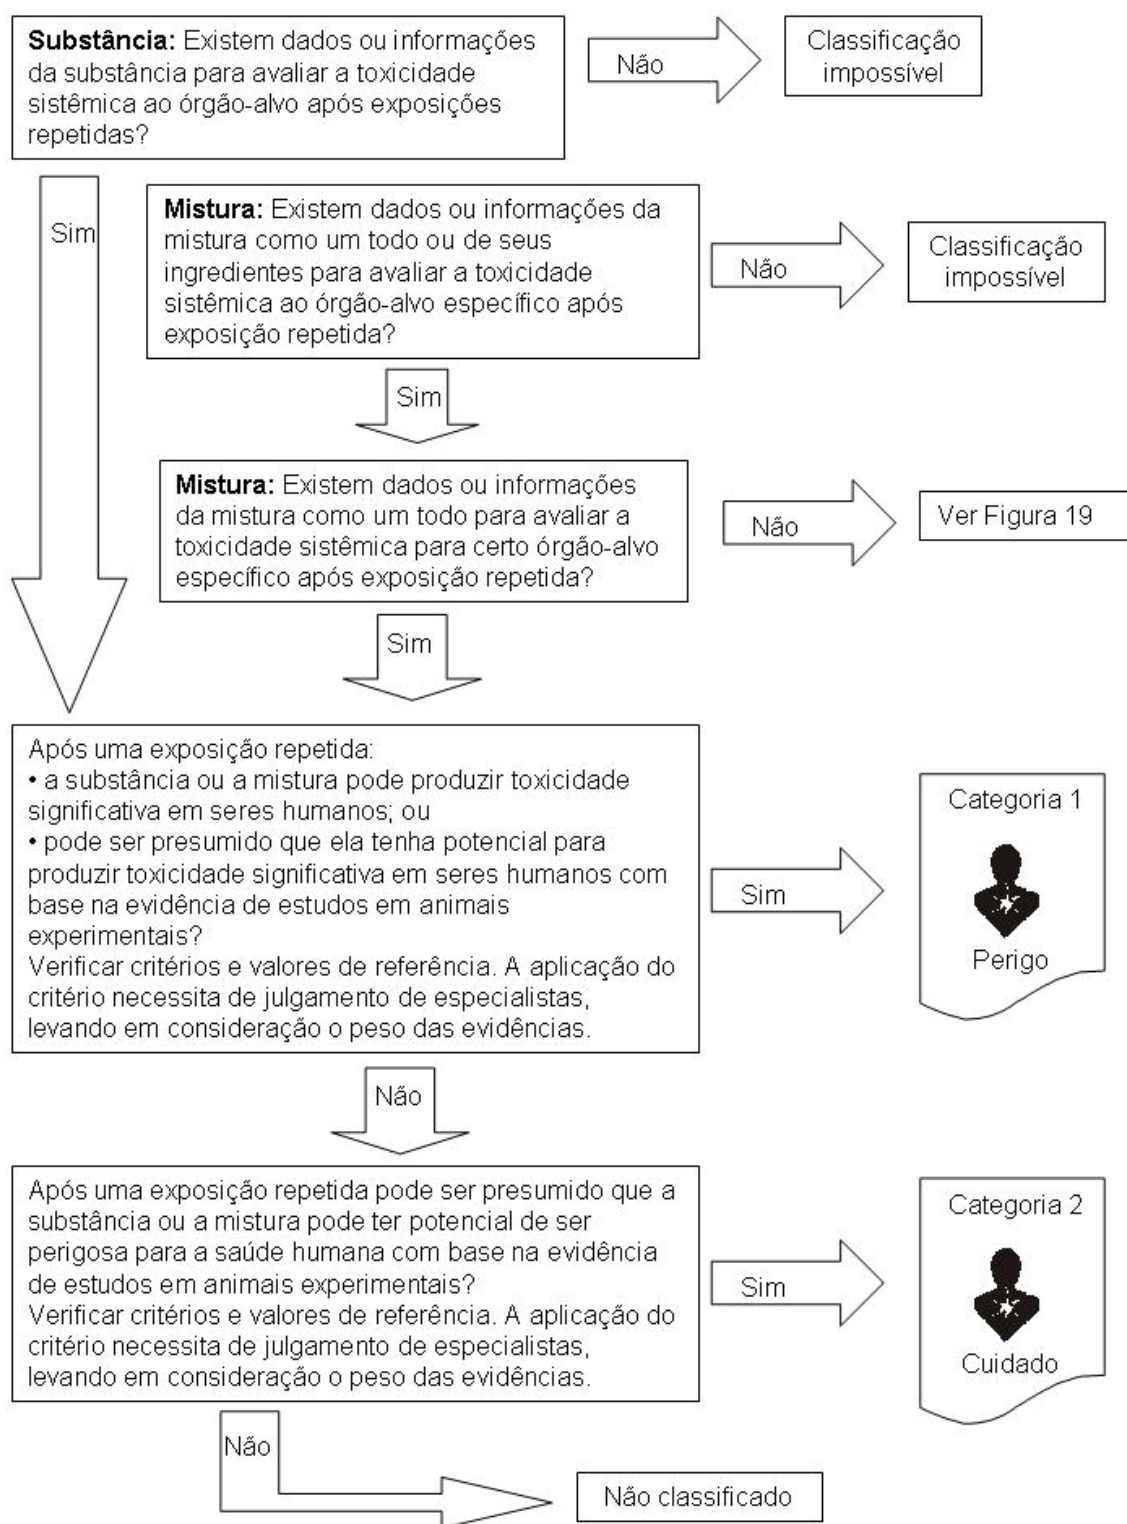 Substância: Existem dados ou informações
da substância para avaliar a toxicidade
sistêmica ao órgão-alvo após exposições
repetidas?
Não
Classificação
impossível
Sim
Mistura: Existem dados ou informações da
mistura como um todo ou de seus
ingredientes para avaliar a toxicidade
sistêmica ao órgão-alvo específico após
exposição repetida?
Não
Classificação
impossível
Sim
Mistura: Existem dados ou informações
da mistura como um todo para avaliar a
toxicidade sistêmica para certo órgão-alvo
específico após exposição repetida?
Não
Ver Figura 19
Sim
Após uma exposição repetida:
• a substância ou a mistura pode produzir toxicidade
significativa em seres humanos; ou
• pode ser presumido que ela tenha potencial para
produzir toxicidade significativa em seres humanos com
base na evidência de estudos em animais
experimentais?
Verificar critérios e valores de referência. A aplicação do
critério necessita de julgamento de especialistas,
levando em consideração o peso das evidências.
Sim
Categoria 1
Perigo
Não
Após uma exposição repetida pode ser presumido que a
substância ou a mistura pode ter potencial de ser
perigosa para a saúde humana com base na evidência
de estudos em animais experimentais?
Verificar critérios e valores de referência. A aplicação do
critério necessita de julgamento de especialistas,
levando em consideração o peso das evidências.
Sim
Categoria 2
Cuidado
Não
Não classificado